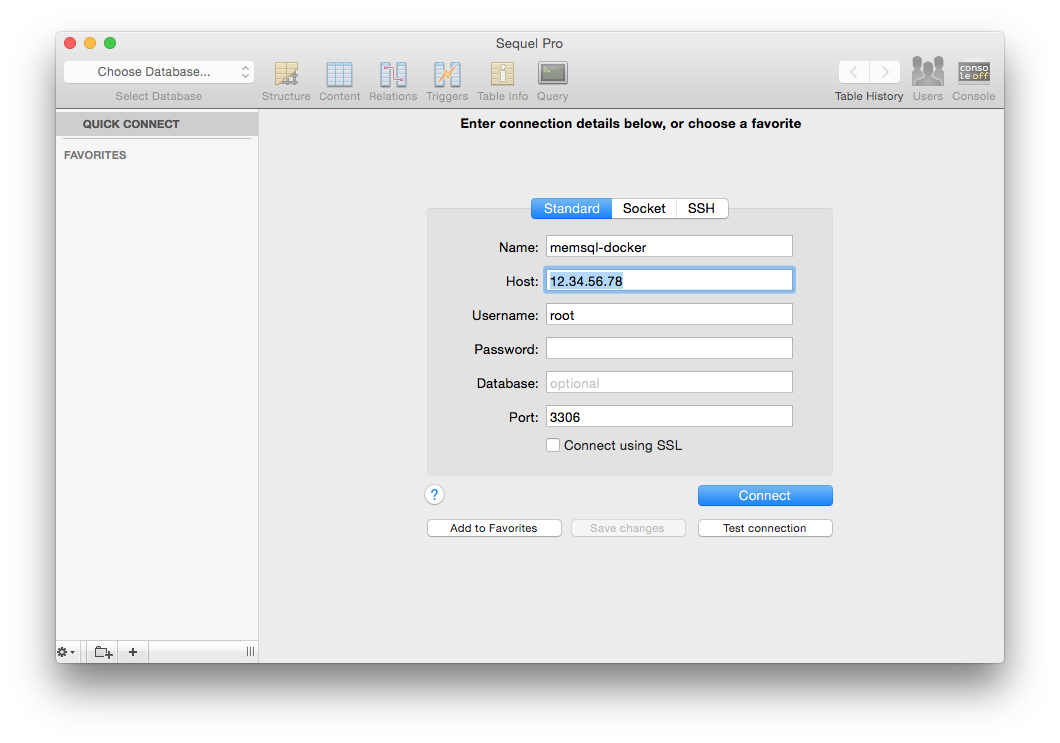 Sequel Pro
Choose Database...
Select Database
Structure
Content
Relations
Triggers
Table Info
Query
Table History
Users
conso
le off
Console
QUICK CONNECT
FAVORITES
Enter connection details below, or choose a favorite
Standard
Socket
SSH
Name: memsql-docker
Host: 12.34.56.78
Username: root
Password:
Database: optional
Port: 3306
Connect using SSL
?
Connect
Add to Favorites
Save changes
Test connection